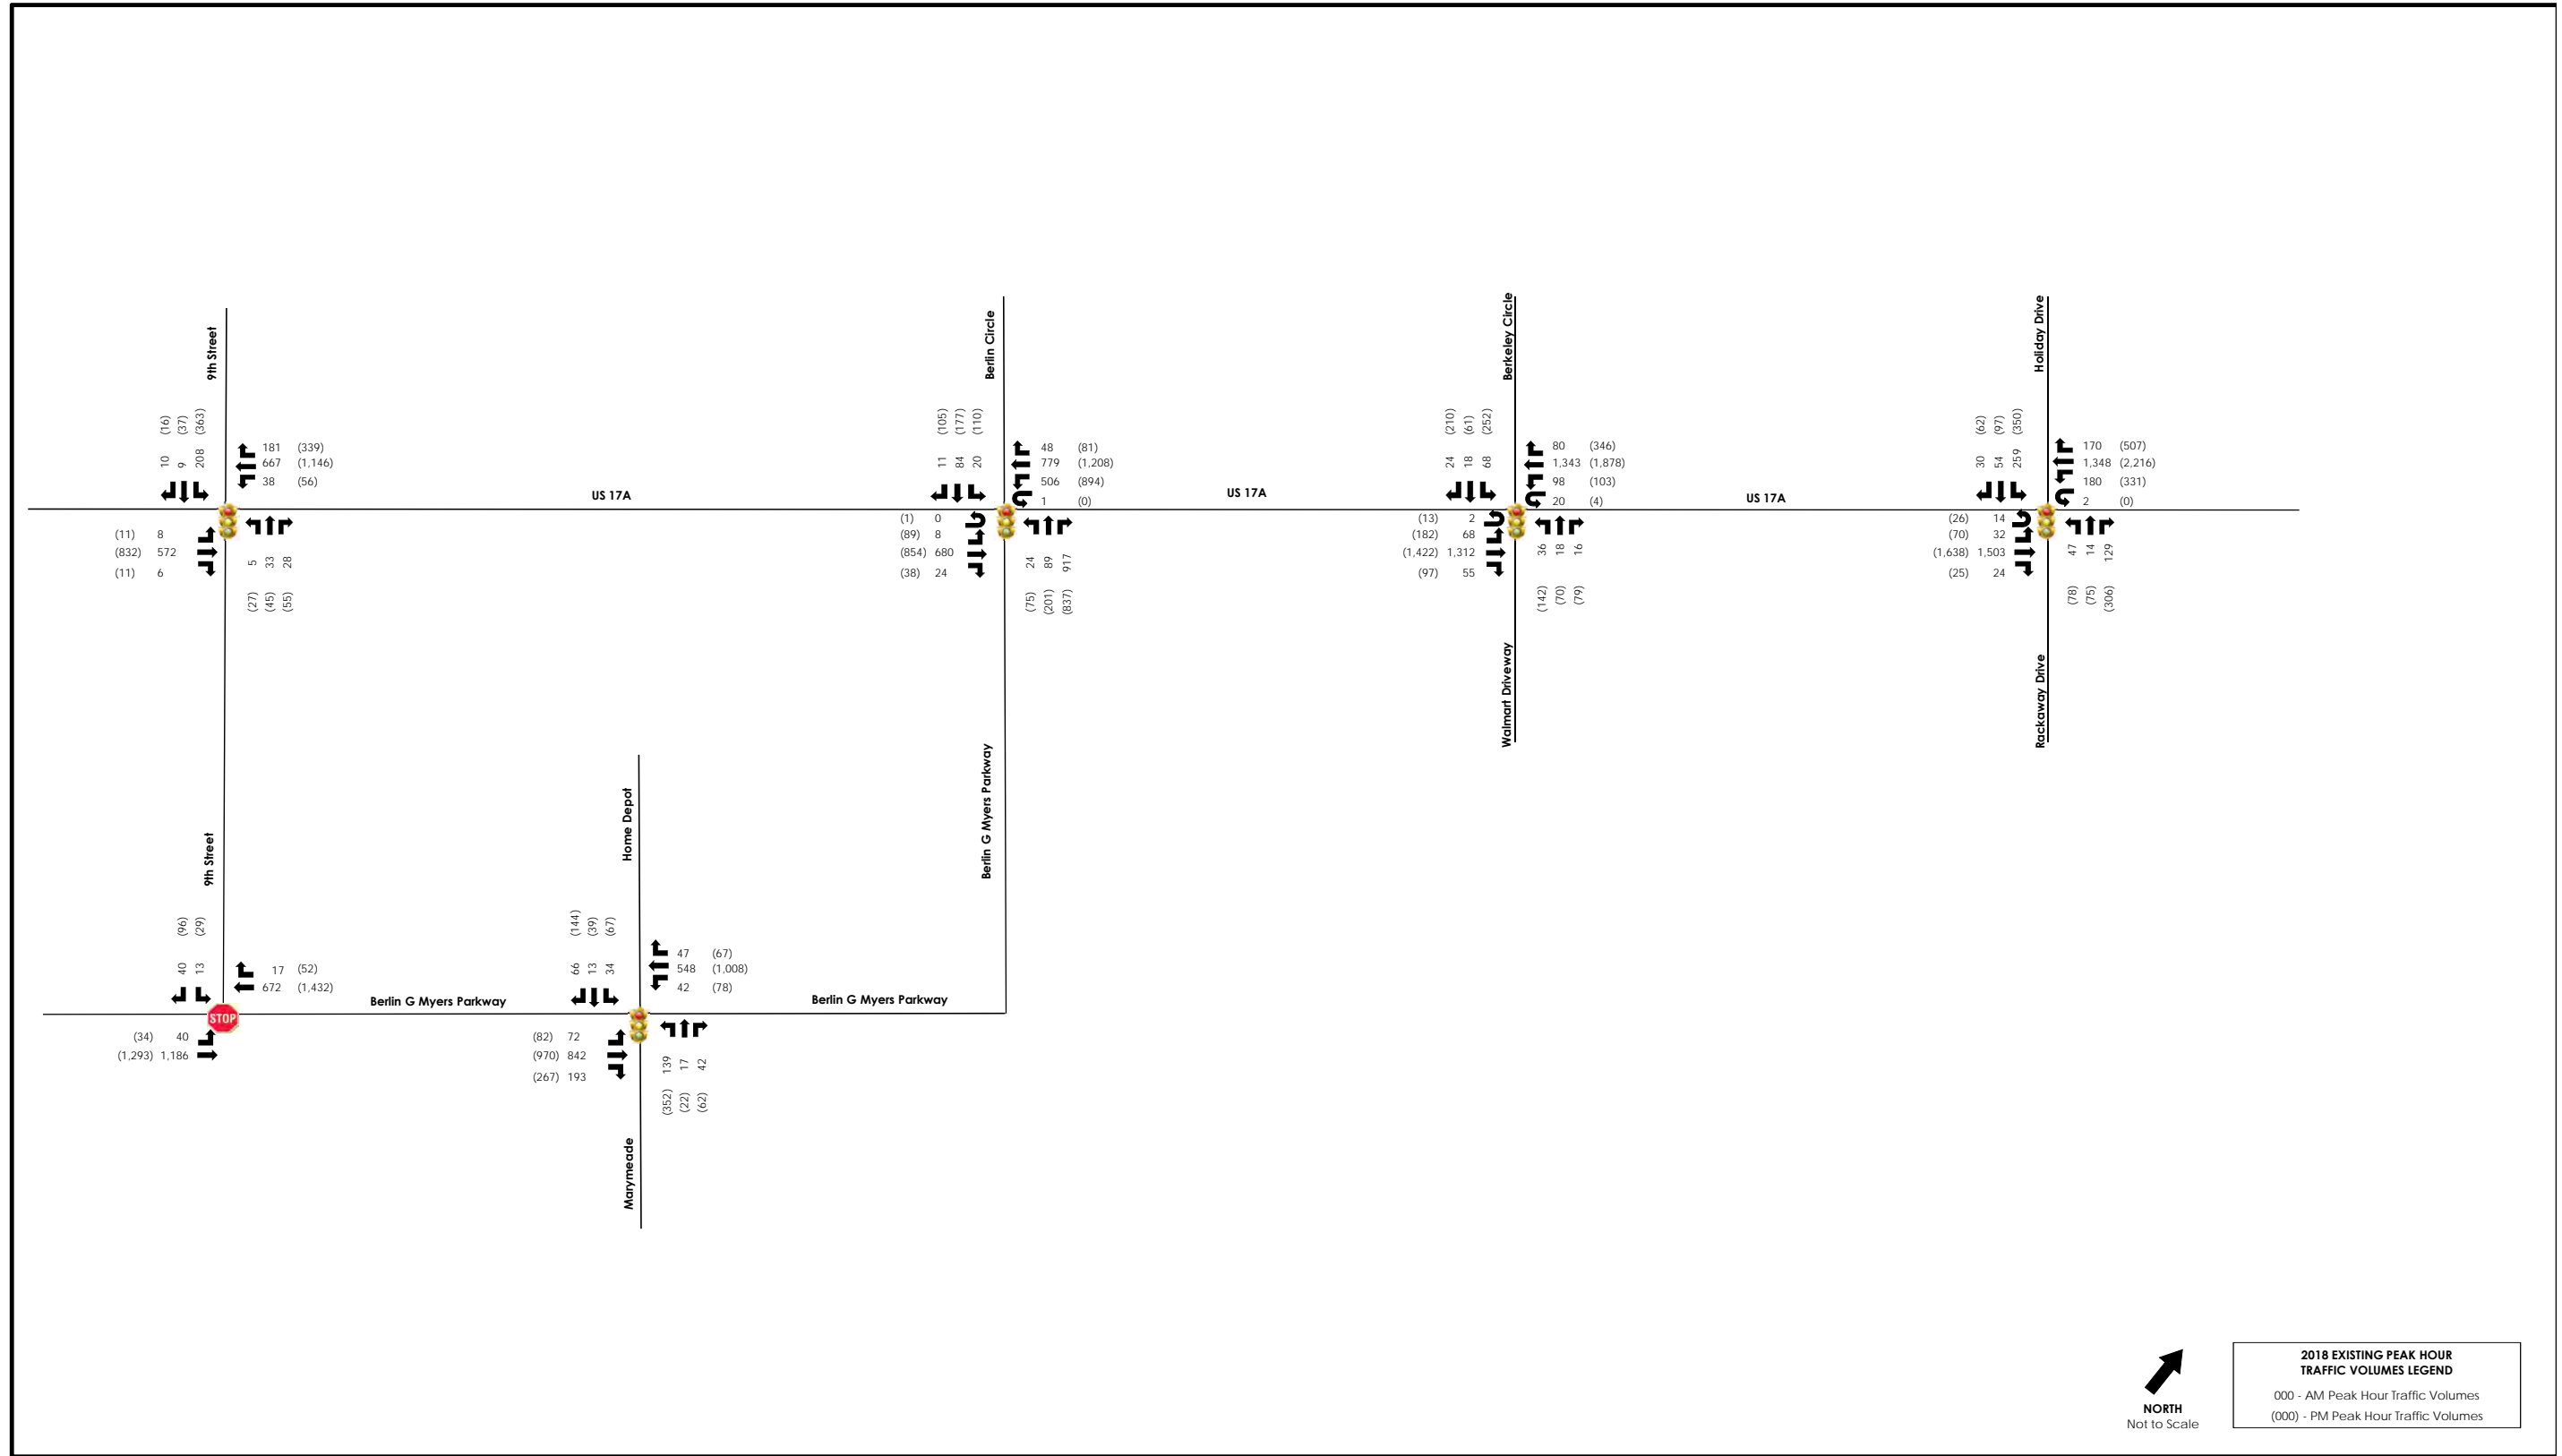 9th Street
Berlin Circle
Berkeley Circle
Holiday Drive
(16) (37) (363)
10 9 208
181 (339)
667 (1,146)
38 (56)
(11) 8
(832) 572
(11) 6
5 33 28
(27) (45) (55)
US 17A
(105) (177) (110)
11 84 20
48 (81)
779 (1,208)
506 (894)
1 (0)
(1) 0
(89) 8
(854) 680
(38) 24
24 89 917
(75) (201) (837)
US 17A
(210) (61) (252)
24 18 68
80 (346)
1,343 (1,878)
98 (103)
20 (4)
(13) 2
(182) 68
(1,422) 1,312
(97) 55
36 18 16
(142) (70) (79)
US 17A
(62) (97) (350)
30 54 259
170 (507)
1,348 (2,216)
180 (331)
2 (0)
(26) 14
(70) 32
(1,638) 1,503
(25) 24
47 14 129
(78) (75) (306)
Walmart Driveway
Rackaway Drive
9th Street
Home Depot
Berlin G Myers Parkway
(96) (29)
40 13
17 (52)
672 (1,432)
STOP
(34) 40
(1,293) 1,186
Berlin G Myers Parkway
(144) (39) (67)
66 13 34
47 (67)
548 (1,008)
42 (78)
(82) 72
(970) 842
(267) 193
139 17 42
(352) (22) (62)
Berlin G Myers Parkway
Marymeade
NORTH
Not to Scale
2018 EXISTING PEAK HOUR
TRAFFIC VOLUMES LEGEND
000 - AM Peak Hour Traffic Volumes
(000) - PM Peak Hour Traffic Volumes